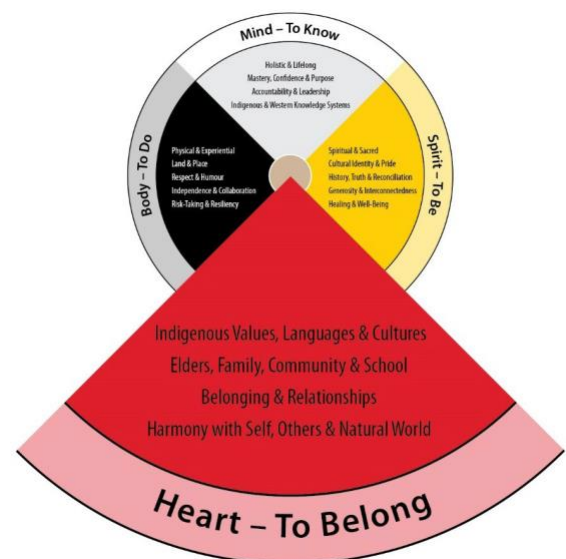 Mind – To Know
Holistic & Lifelong
Mastery, Confidence & Purpose
Accountability & Leadership
Indigenous & Western Knowledge Systems
Body – To Do
Physical & Experiential
Land & Place
Respect & Humour
Independence & Collaboration
Risk-Taking & Resiliency
Spirit – To Be
Spiritual & Sacred
Cultural Identity & Pride
History, Truth & Reconciliation
Generosity & Interconnectedness
Healing & Well-Being
Indigenous Values, Languages & Cultures
Elders, Family, Community & School
Belonging & Relationships
Harmony with Self, Others & Natural World
Heart – To Belong